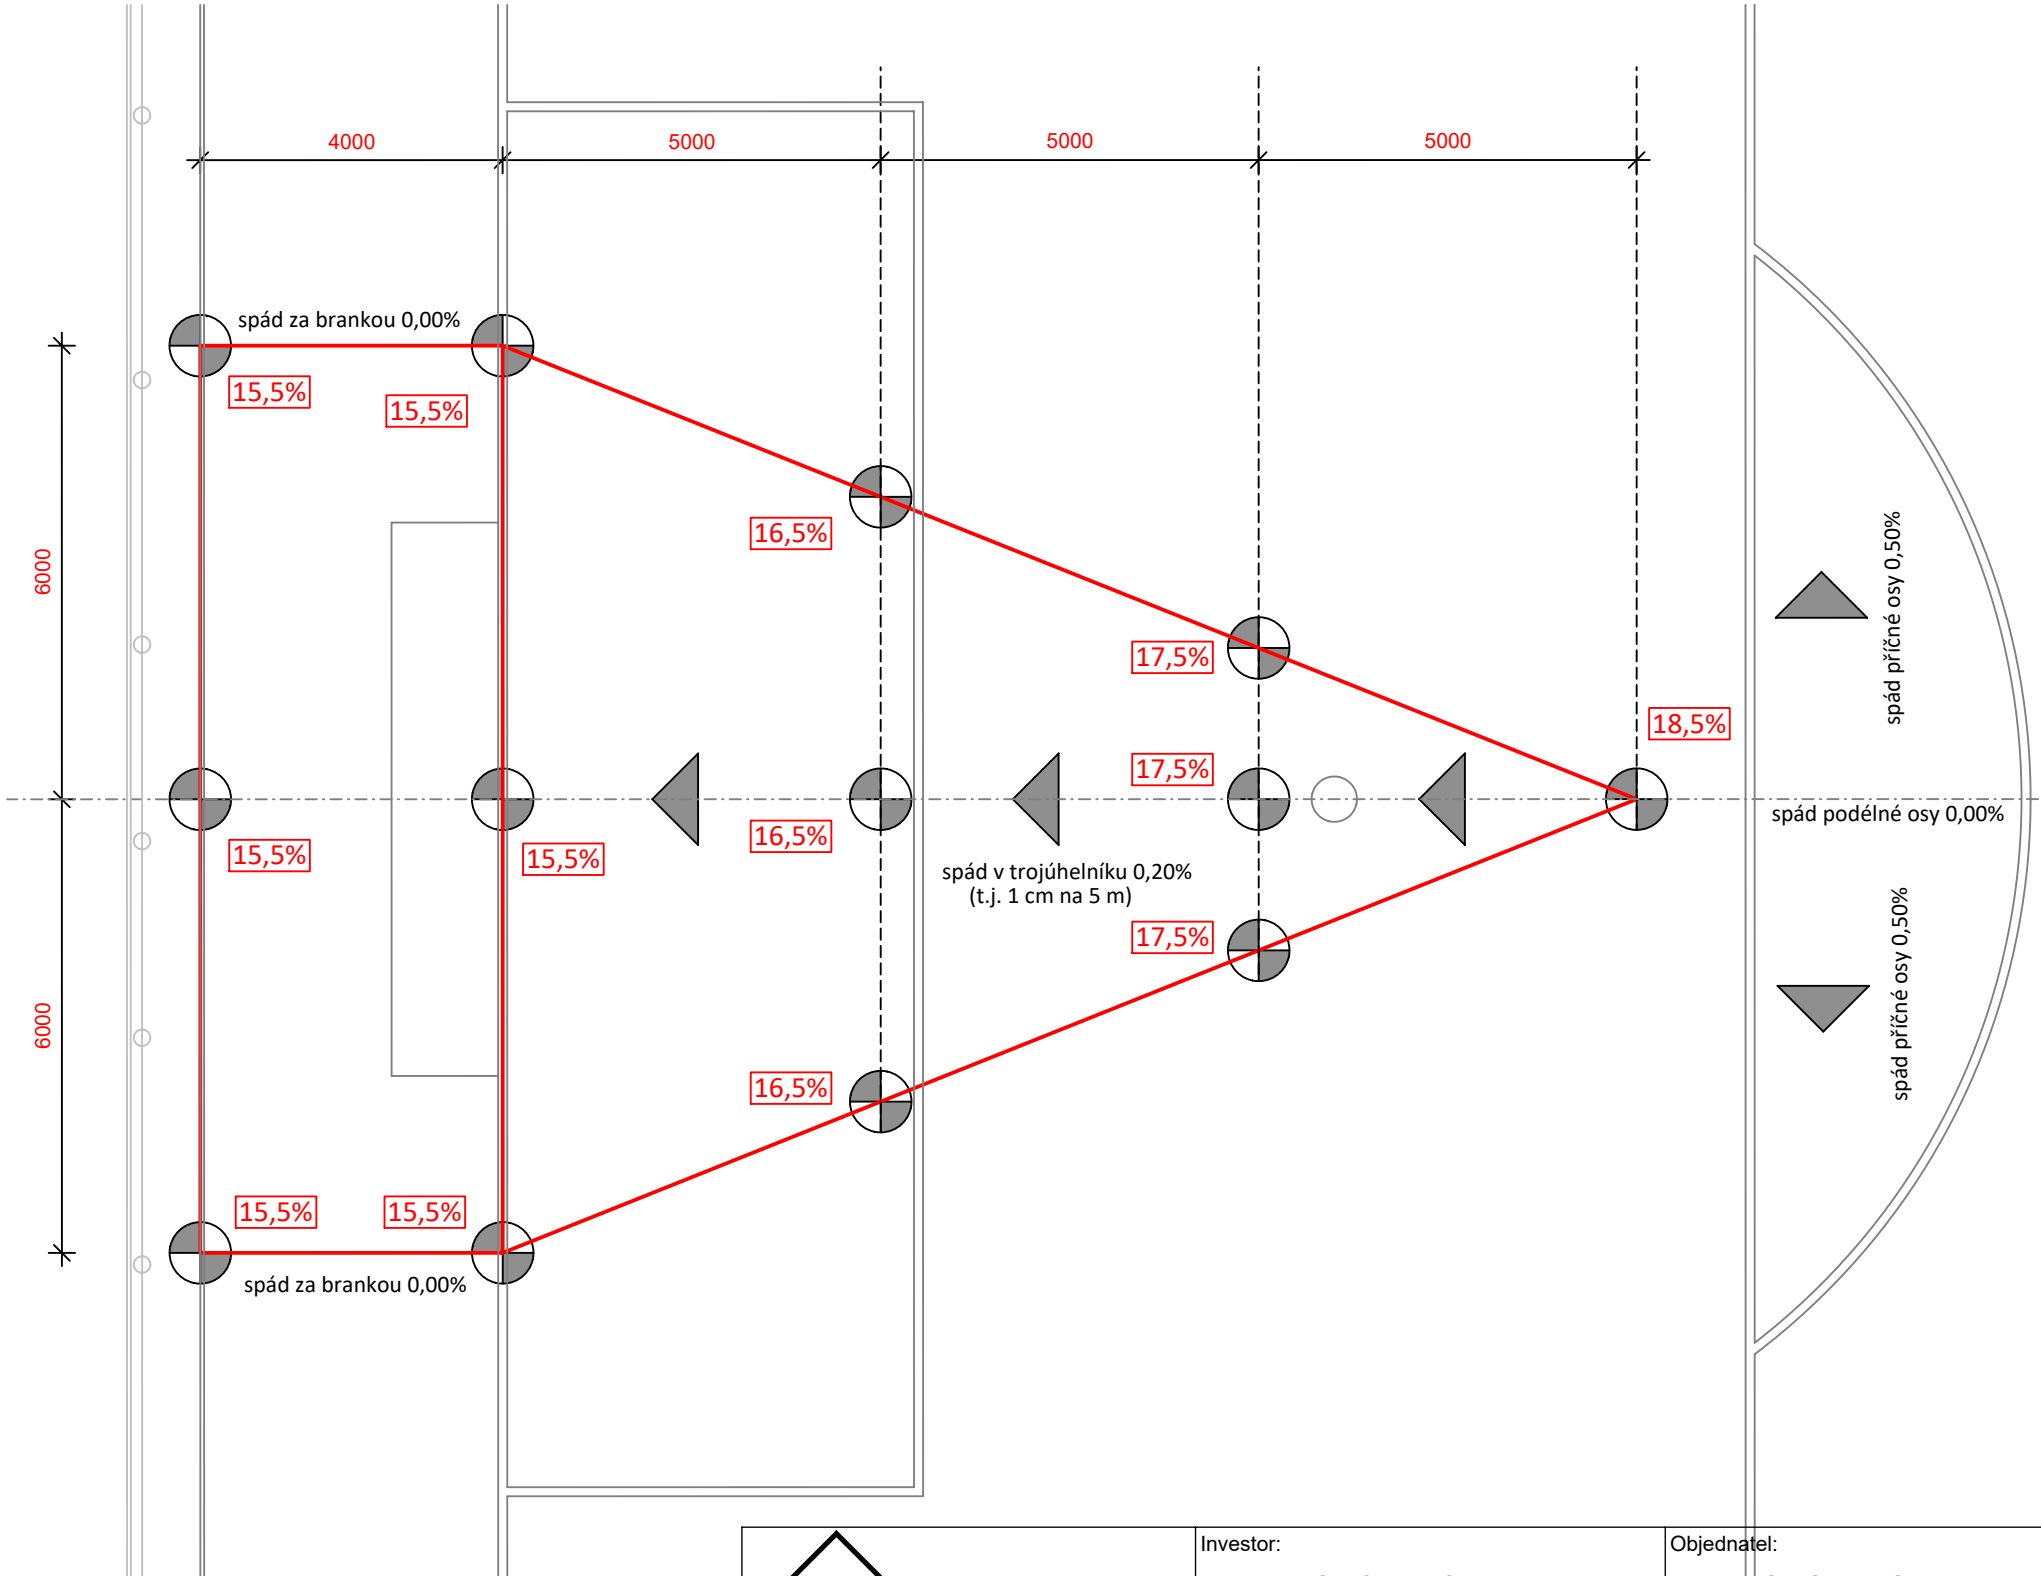 4000
5000
5000
5000
spád za brankou 0,00%
15,5%
15,5%
16,5%
6000
17,5%
spád příčné osy 0,50%
18,5%
17,5%
15,5%
15,5%
16,5%
spád podélné osy 0,00%
spád v trojúhelníku 0,20%
(t.j. 1 cm na 5 m)
17,5%
spád příčné osy 0,50%
6000
16,5%
15,5%
15,5%
spád za brankou 0,00%
Investor:
Objednatel: